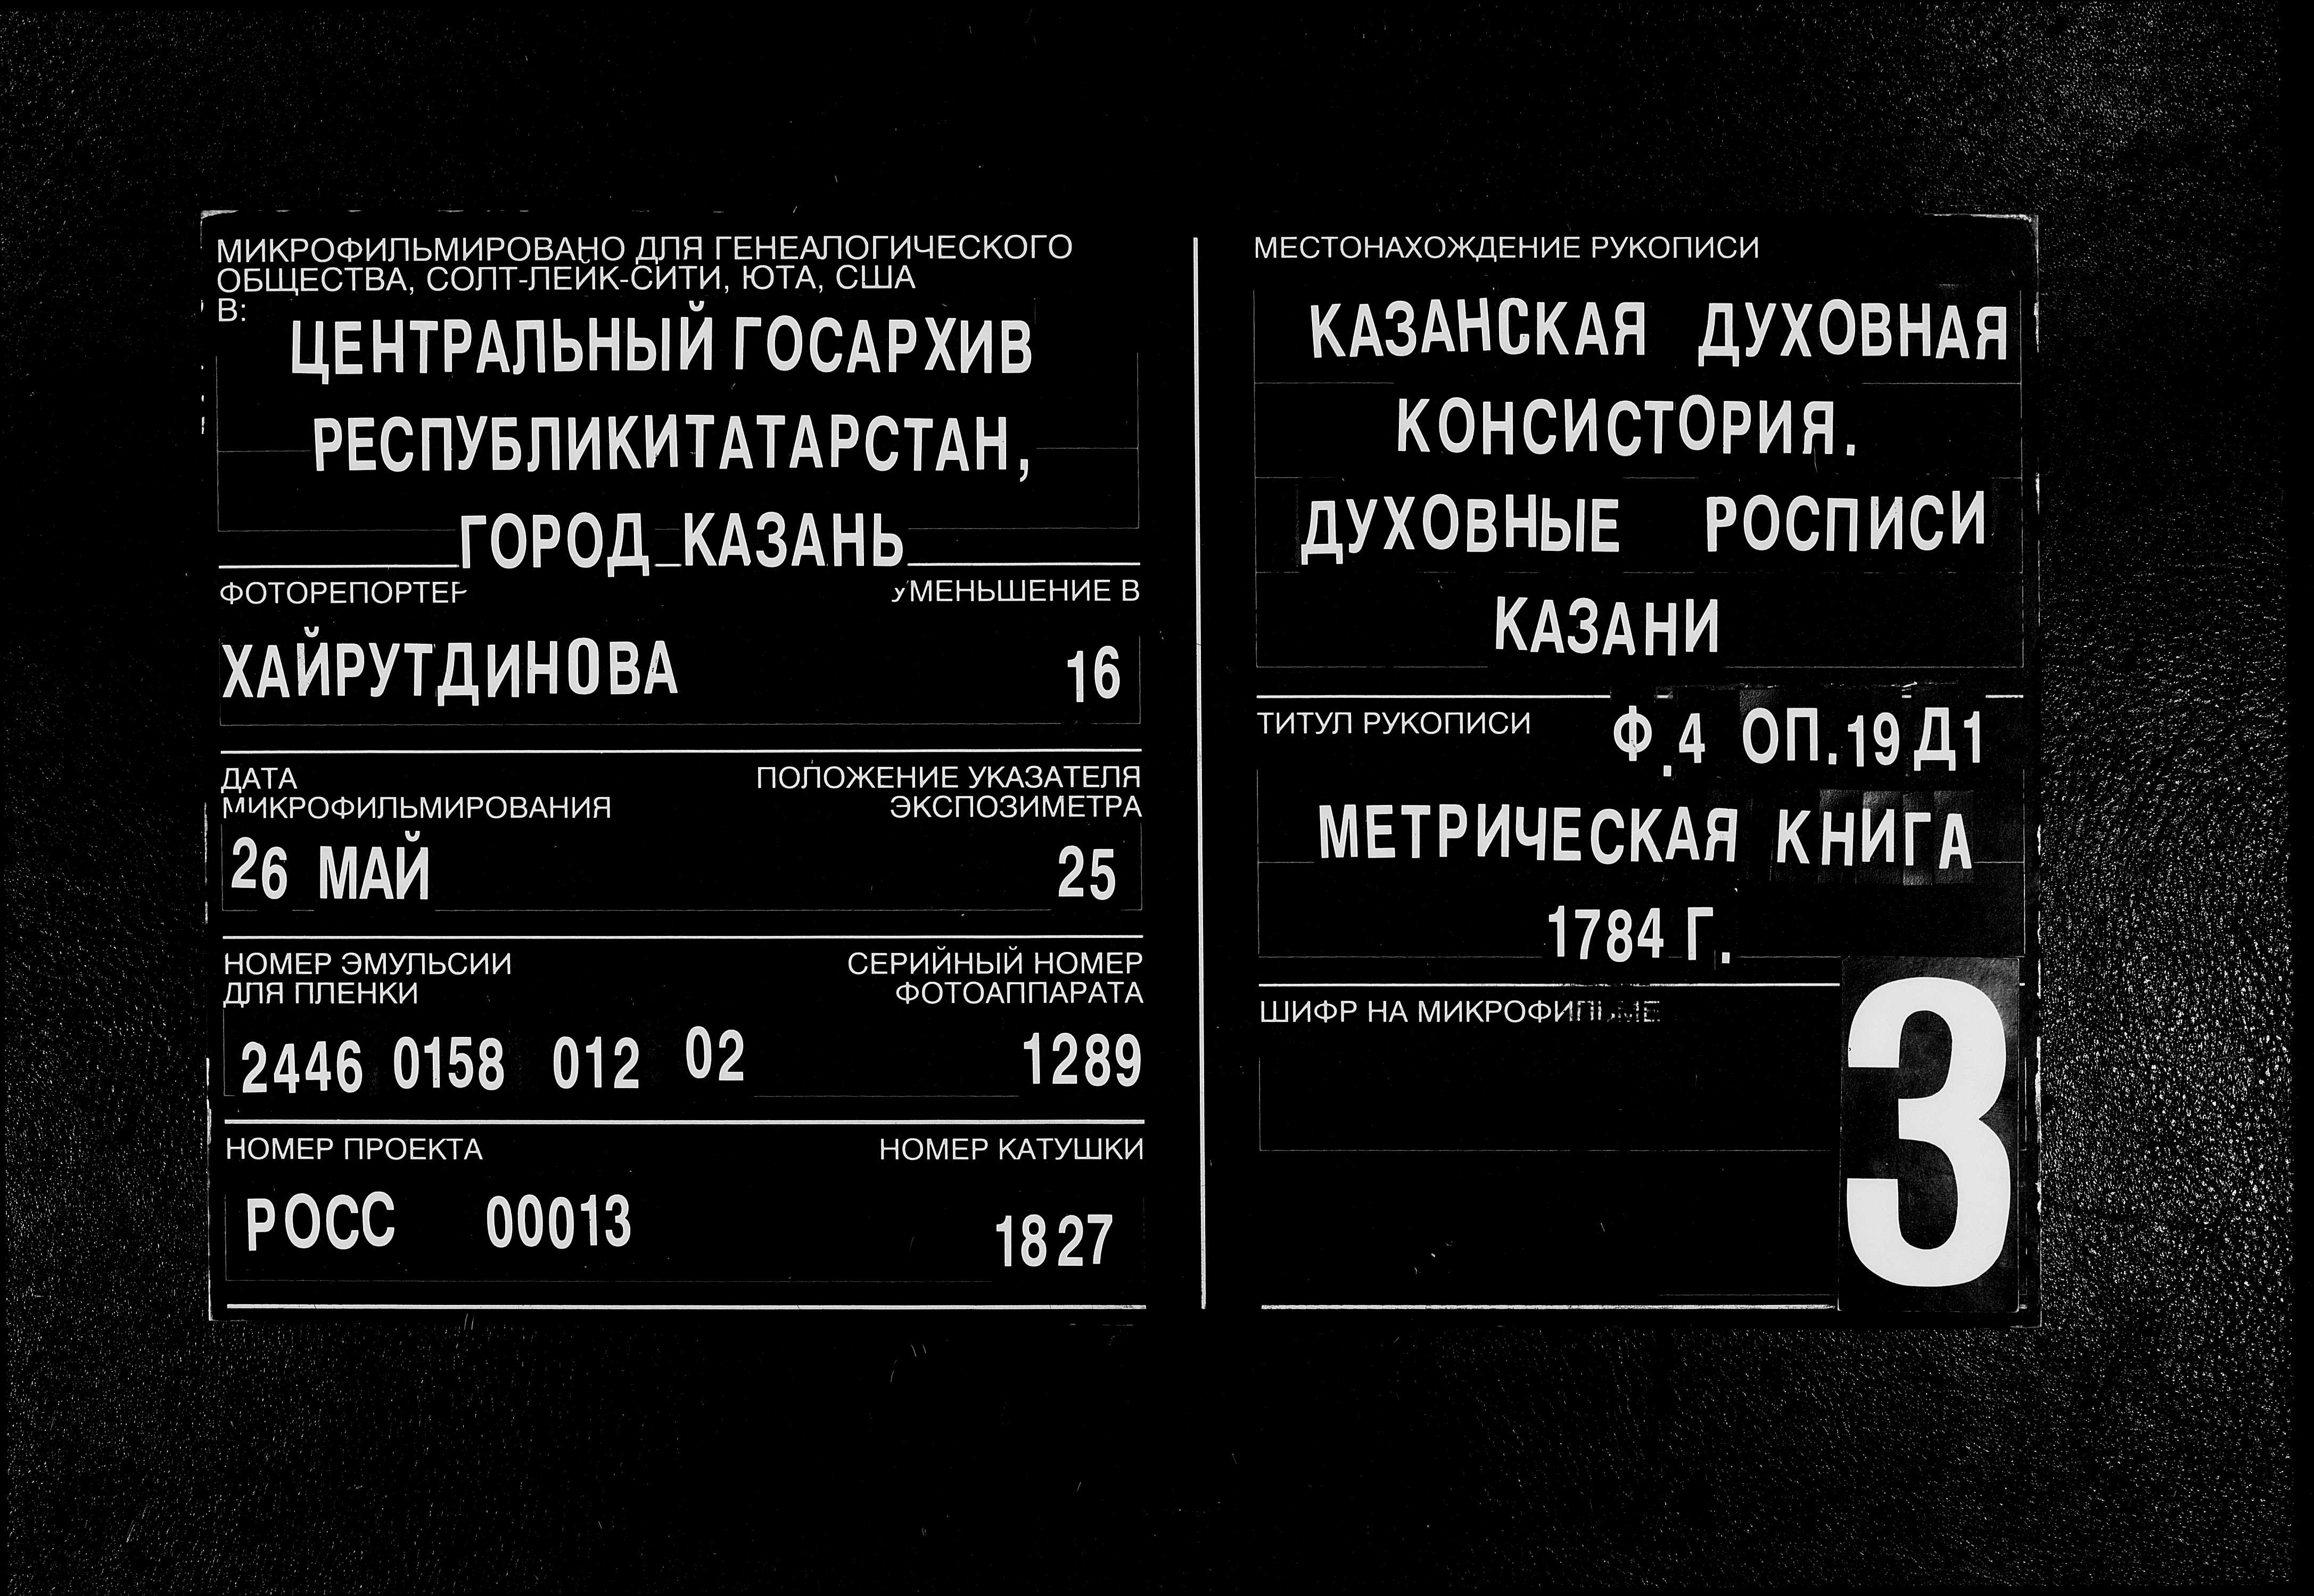 МИКРОФИЛЬМИРОВАНО ДЛЯ ГЕНЕАЛОГИЧЕСКОГО
ОБЩЕСТВА, СОЛТ-ЛЕЙК-СИТИ, ЮТА, США
В:
ЦЕНТРАЛЬНЫЙ ГОСАРХИВ
РЕСПУБЛИКИТАТАРСТАН,
ГОРОД КАЗАНЬ
ФОТОРЕПОРТЕР УМЕНЬШЕНИЕ В
ХАЙРУТДИНОВА 16
ДАТА
МИКРОФИЛЬМИРОВАНИЯ
ПОЛОЖЕНИЕ УКАЗАТЕЛЯ
ЭКСПОЗИМЕТРА
26 МАЙ 25
НОМЕР ЭМУЛЬСИИ
ДЛЯ ПЛЕНКИ
СЕРИЙНЫЙ НОМЕР
ФОТОАППАРАТА
2446 0158 012 02 1289
НОМЕР ПРОЕКТА НОМЕР КАТУШКИ
РОСС 00013 1827
МЕСТОНАХОЖДЕНИЕ РУКОПИСИ
КАЗАНСКАЯ ДУХОВНАЯ
КОНСИСТОРИЯ.
ДУХОВНЫЕ РОСПИСИ
КАЗАНИ
ТИТУЛ РУКОПИСИ Ф.4 ОП.19 Д1
МЕТРИЧЕСКАЯ КНИГА
1784 Г.
ШИФР НА МИКРОФИЛЬМЕ
3